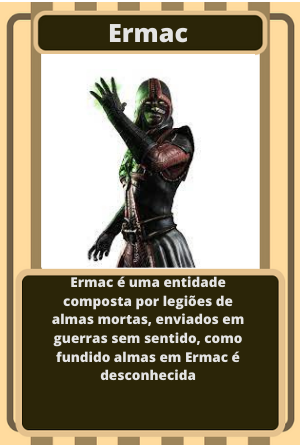 Ermac
Ermac é uma entidade
composta por legiões de
almas mortas, enviados em
guerras sem sentido, como
fundido almas em Ermac é
desconhecida